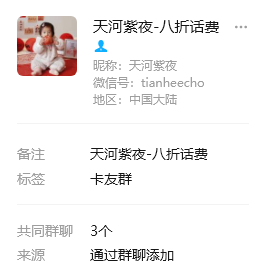 天河紫夜-八折话费
昵称：天河紫夜
微信号：tianheecho
地区：中国大陆
备注 天河紫夜-八折话费
标签 卡友群
共同群聊 3个
来源 通过群聊添加